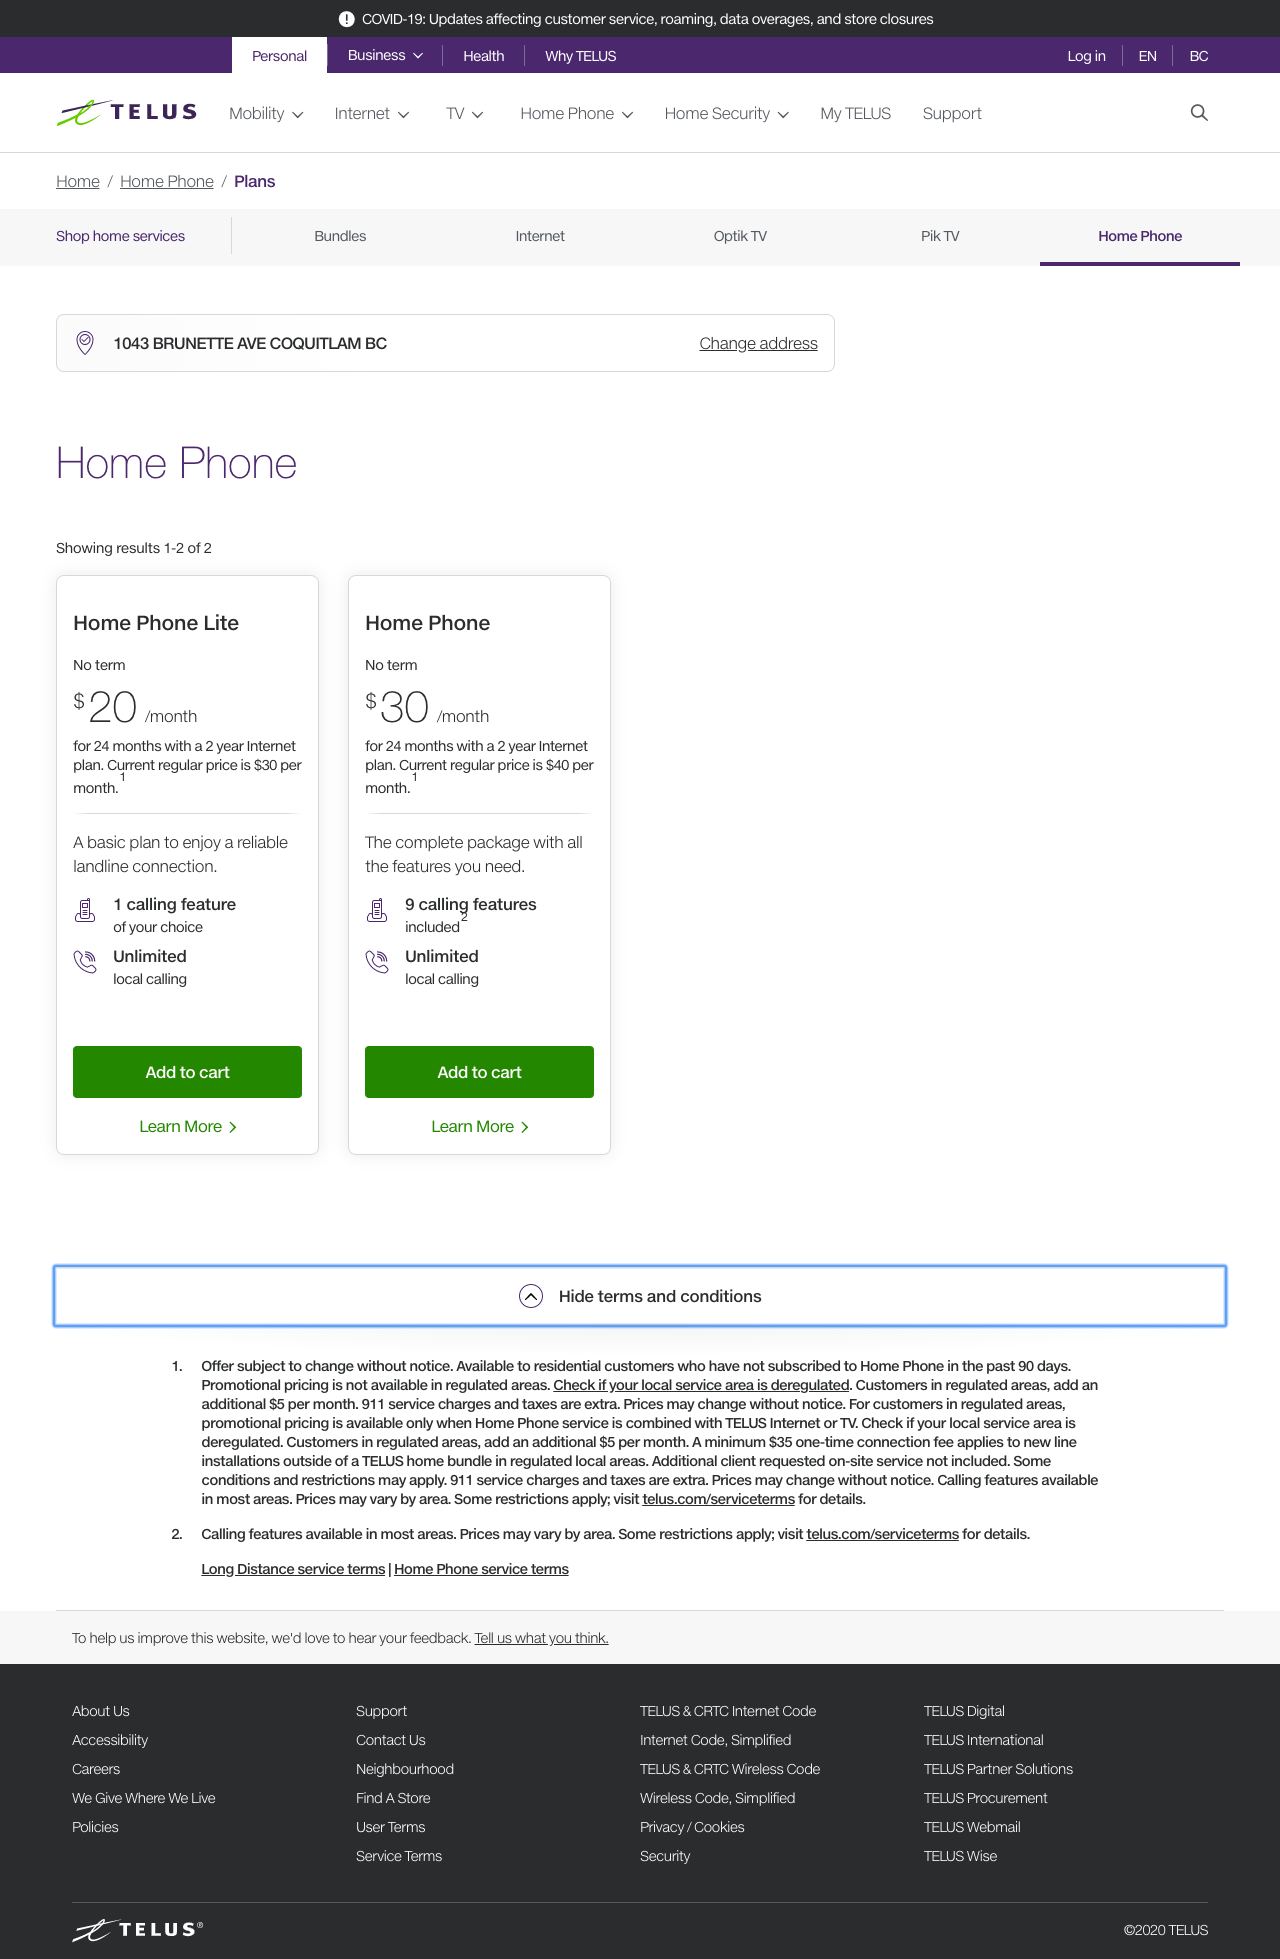 COVID-19: Updates affecting customer service, roaming, data overages, and store closures
Personal Business Health Why TELUS Log in EN BC
TELUS Mobility Internet TV Home Phone Home Security My TELUS Support
Home / Home Phone / Plans
Shop home services Bundles Internet Optik TV Pik TV Home Phone
1043 BRUNETTE AVE COQUITLAM BC Change address
Home Phone
Showing results 1-2 of 2
Home Phone Lite
No term
$20 /month
for 24 months with a 2 year Internet
plan. Current regular price is $30 per
month.1
A basic plan to enjoy a reliable
landline connection.
1 calling feature
of your choice
Unlimited
local calling
Add to cart
Learn More
Home Phone
No term
$30 /month
for 24 months with a 2 year Internet
plan. Current regular price is $40 per
month.1
The complete package with all
the features you need.
9 calling features
included2
Unlimited
local calling
Add to cart
Learn More
Hide terms and conditions
1. Offer subject to change without notice. Available to residential customers who have not subscribed to Home Phone in the past 90 days.
Promotional pricing is not available in regulated areas. Check if your local service area is deregulated. Customers in regulated areas, add an
additional $5 per month. 911 service charges and taxes are extra. Prices may change without notice. For customers in regulated areas,
promotional pricing is available only when Home Phone service is combined with TELUS Internet or TV. Check if your local service area is
deregulated. Customers in regulated areas, add an additional $5 per month. A minimum $35 one-time connection fee applies to new line
installations outside of a TELUS home bundle in regulated local areas. Additional client requested on-site service not included. Some
conditions and restrictions may apply. 911 service charges and taxes are extra. Prices may change without notice. Calling features available
in most areas. Prices may vary by area. Some restrictions apply; visit telus.com/serviceterms for details.
2. Calling features available in most areas. Prices may vary by area. Some restrictions apply; visit telus.com/serviceterms for details.
Long Distance service terms | Home Phone service terms
To help us improve this website, we'd love to hear your feedback. Tell us what you think.
About Us
Accessibility
Careers
We Give Where We Live
Policies
Support
Contact Us
Neighbourhood
Find A Store
User Terms
Service Terms
TELUS & CRTC Internet Code
Internet Code, Simplified
TELUS & CRTC Wireless Code
Wireless Code, Simplified
Privacy / Cookies
Security
TELUS Digital
TELUS International
TELUS Partner Solutions
TELUS Procurement
TELUS Webmail
TELUS Wise
TELUS® ©2020 TELUS